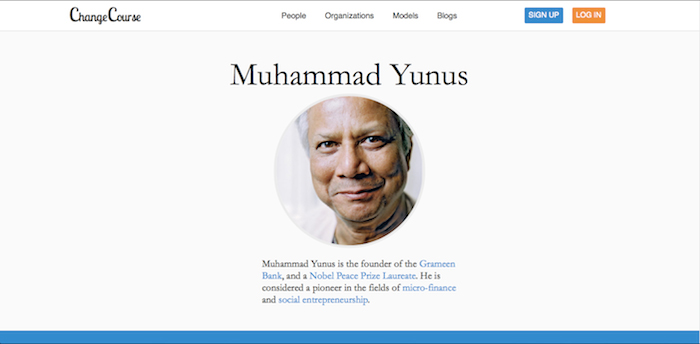 ChangeCourse
People Organizations Models Blogs SIGN UP LOG IN
Muhammad Yunus
Muhammad Yunus is the founder of the Grameen
Bank, and a Nobel Peace Prize Laureate. He is
considered a pioneer in the fields of micro-finance
and social entrepreneurship.